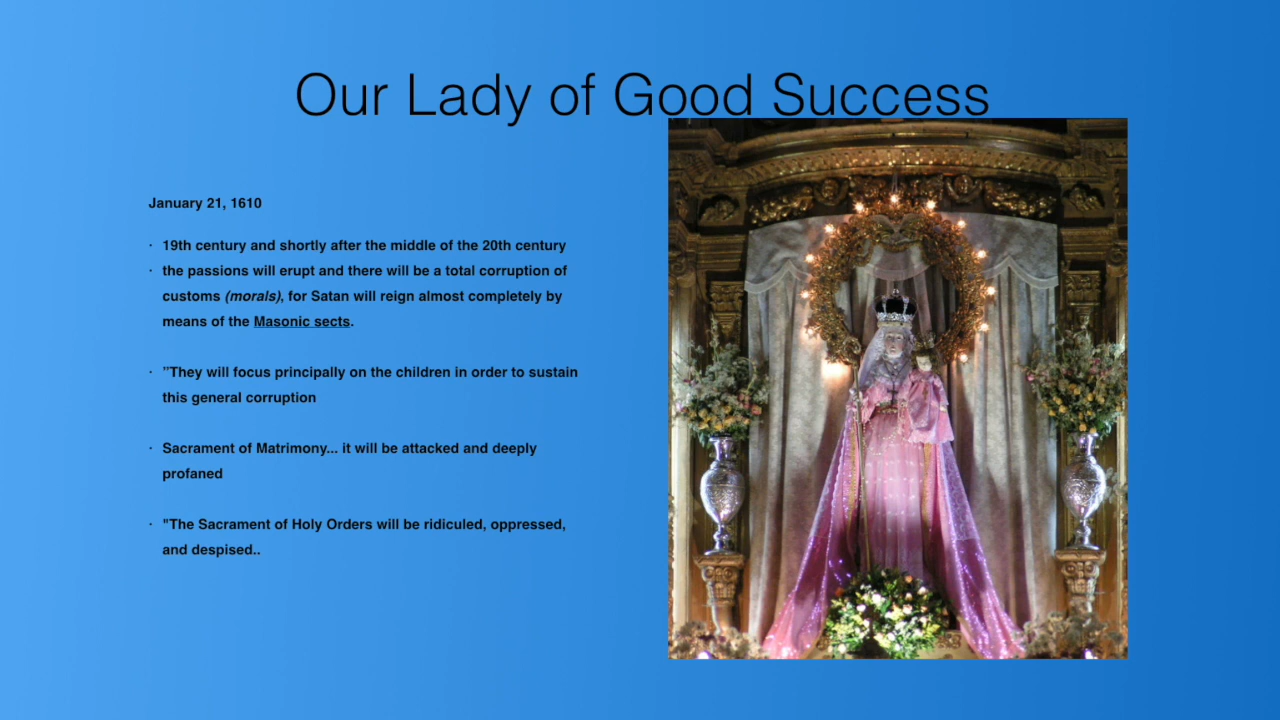 Our Lady of Good Success
January 21, 1610
· 19th century and shortly after the middle of the 20th century
· the passions will erupt and there will be a total corruption of
customs (morals), for Satan will reign almost completely by
means of the Masonic sects.
· ”They will focus principally on the children in order to sustain
this general corruption
· Sacrament of Matrimony... it will be attacked and deeply
profaned
· "The Sacrament of Holy Orders will be ridiculed, oppressed,
and despised..